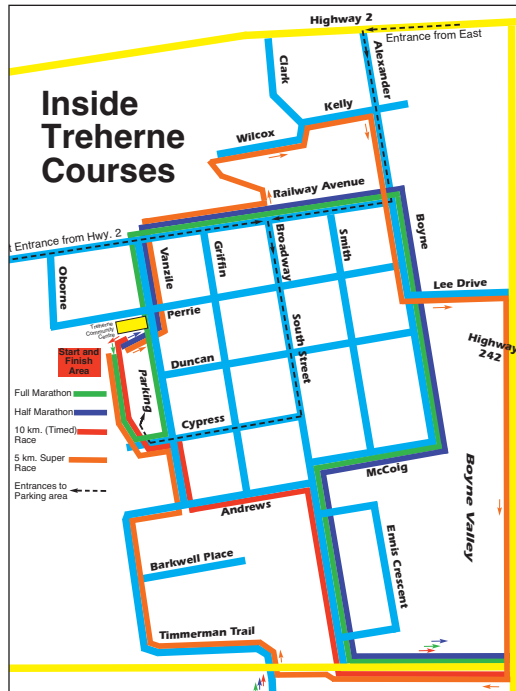 Highway 2
Entrance from East
Clark
Alexander
Inside
Treherne
Courses
Kelly
Wilcox
Railway Avenue
Entrance from Hwy. 2
Oborne
Vanzile
Griffin
Broadway
Smith
Boyne
Lee Drive
Perrie
Treherne
Community
Centre
Highway
242
Start and
Finish
Area
Duncan
South Street
Parking
Full Marathon
Half Marathon
10 km. (Timed)
Race
5 km. Super
Race
Entrances to
Parking area
Cypress
McCoig
Andrews
Boyne Valley
Ennis Crescent
Barkwell Place
Timmerman Trail